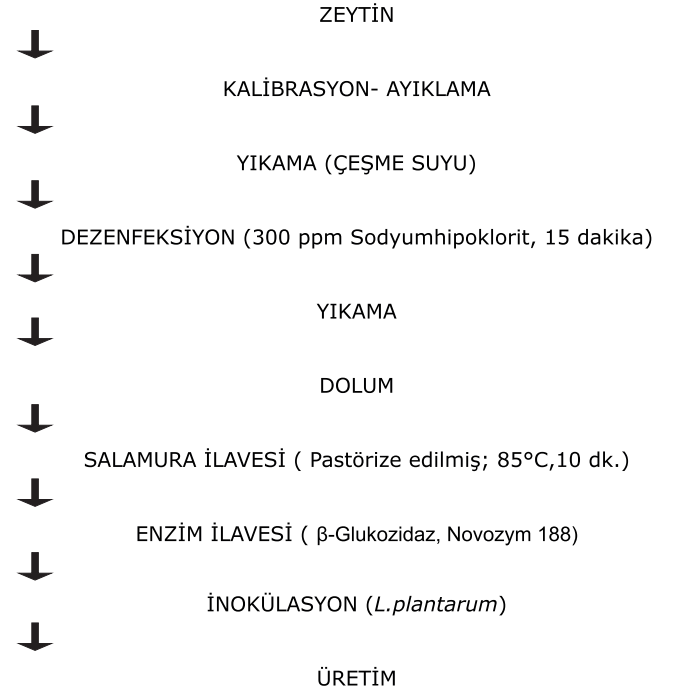 ZEYTİN
KALİBRASYON- AYIKLAMA
YIKAMA (ÇEŞME SUYU)
DEZENFEKSİYON (300 ppm Sodyumhipoklorit, 15 dakika)
YIKAMA
DOLUM
SALAMURA İLAVESİ ( Pastörize edilmiş; 85°C,10 dk.)
ENZİM İLAVESİ ( β-Glukozidaz, Novozym 188)
İNOKÜLASYON (L.plantarum)
ÜRETİM